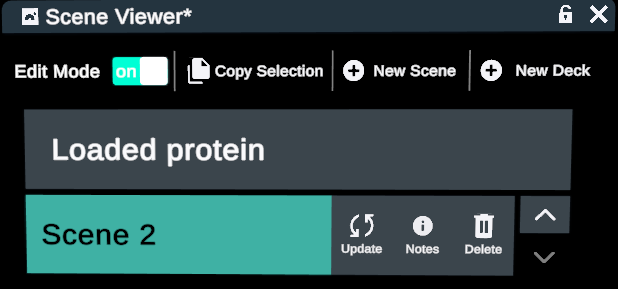 Scene Viewer*
Edit Mode on Copy Selection New Scene New Deck
Loaded protein
Scene 2
Update Notes Delete